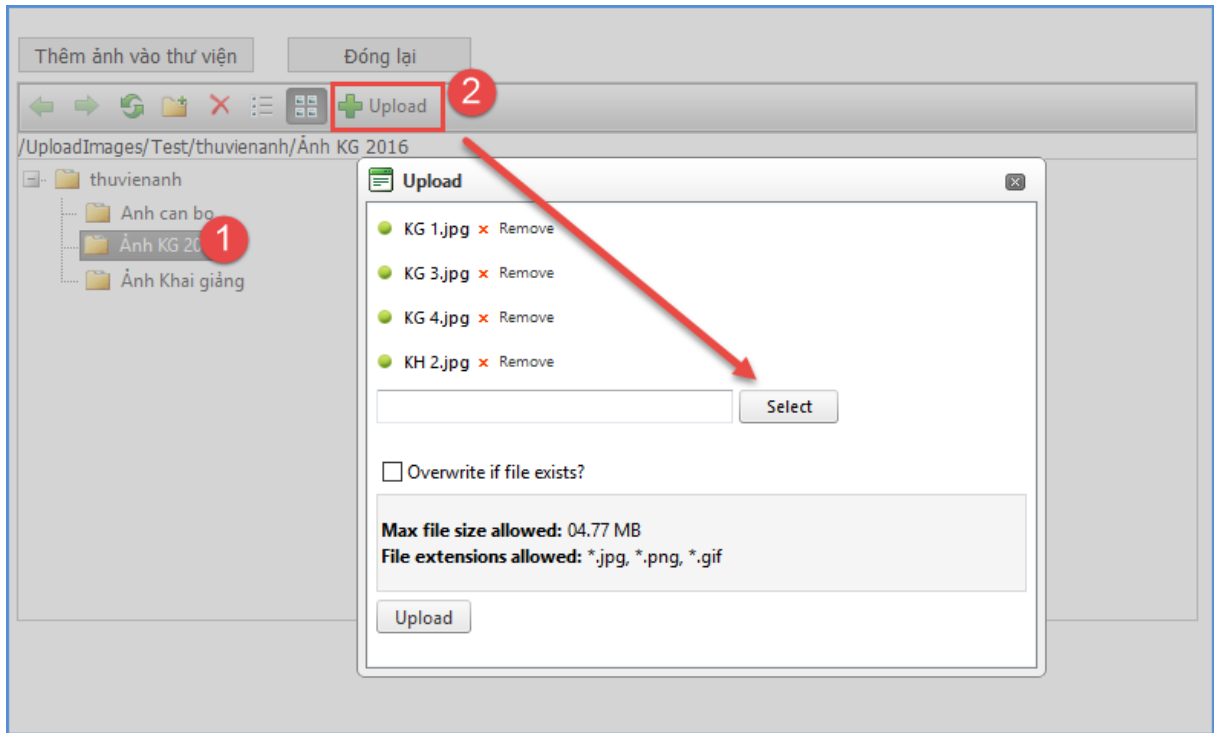 Thêm ảnh vào thư viện Đóng lại
Upload 2
/UploadImages/Test/thuvienanh/Ảnh KG 2016
thuvienanh
Anh can bo
Ảnh KG 20 1
Ảnh Khai giảng
Upload
KG 1.jpg × Remove
KG 3.jpg × Remove
KG 4.jpg × Remove
KH 2.jpg × Remove
Select
Overwrite if file exists?
Max file size allowed: 04.77 MB
File extensions allowed: *.jpg, *.png, *.gif
Upload